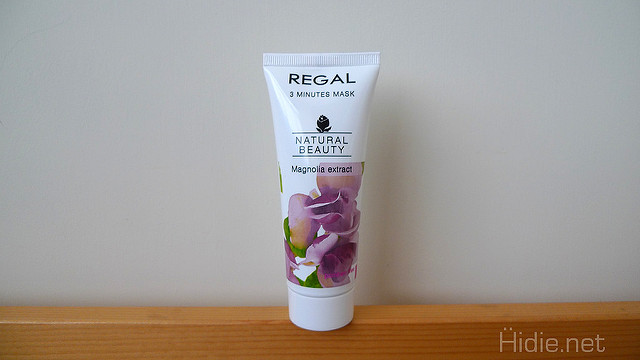 REGAL
3 MINUTES MASK
NATURAL
BEAUTY
Magnolia extract
Hidie.net